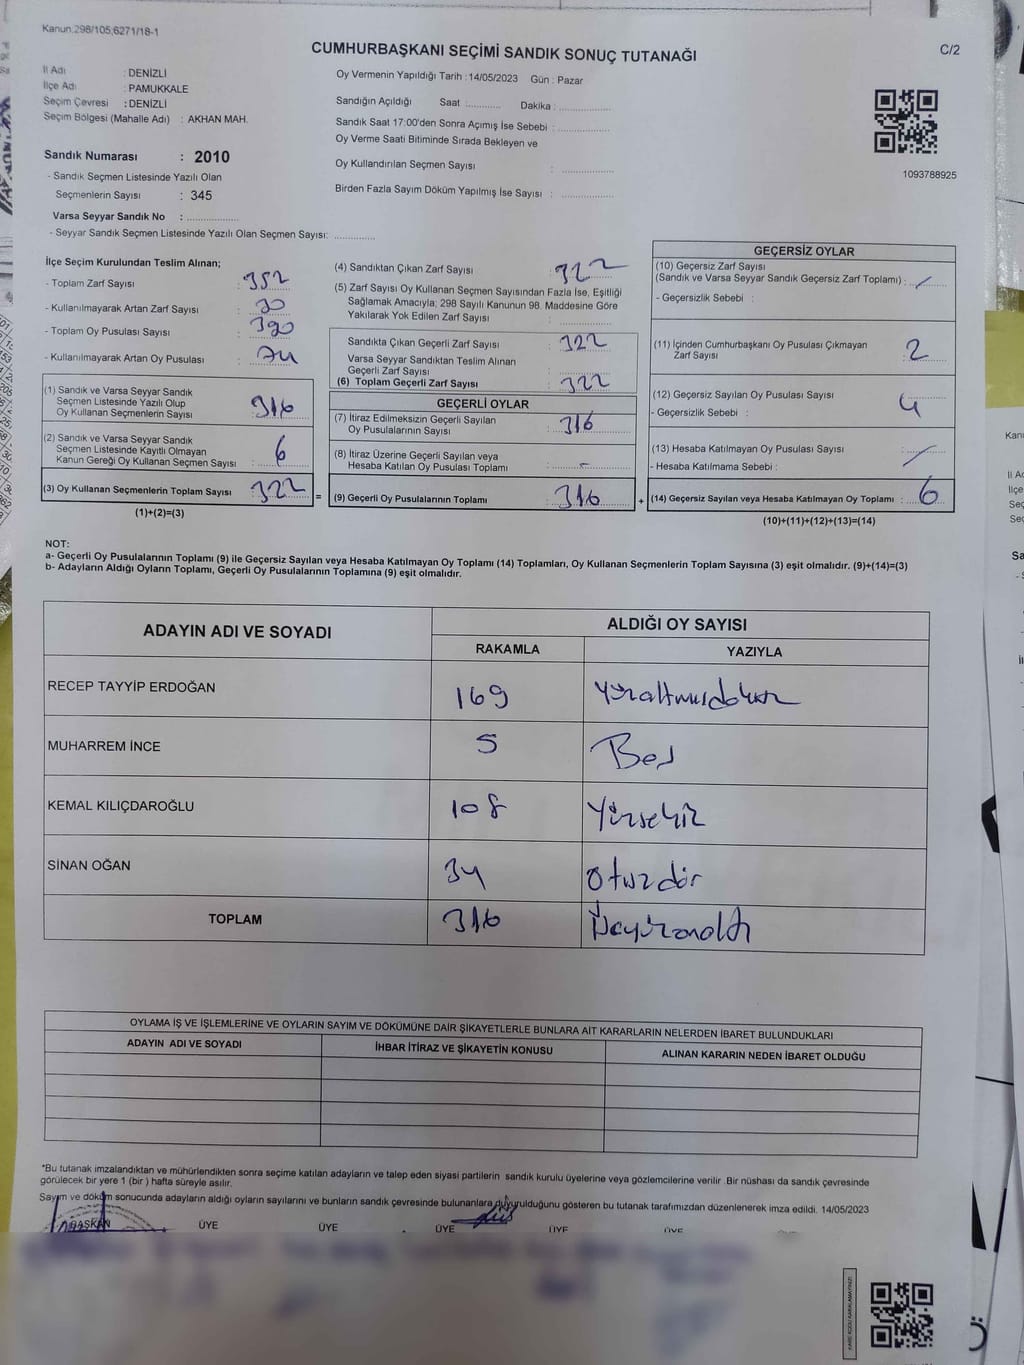 Kanun.298/105;6271/18-1
CUMHURBAŞKANI SEÇİMİ SANDIK SONUÇ TUTANAĞI
C/2
İl Adı : DENİZLİ
İlçe Adı : PAMUKKALE
Seçim Çevresi : DENİZLİ
Seçim Bölgesi (Mahalle Adı) : AKHAN MAH.
Sandık Numarası : 2010
- Sandık Seçmen Listesinde Yazılı Olan
Seçmenlerin Sayısı : 345
Varsa Seyyar Sandık No : ................
- Seyyar Sandık Seçmen Listesinde Yazılı Olan Seçmen Sayısı: ............
Oy Vermenin Yapıldığı Tarih : 14/05/2023 Gün : Pazar
Sandığın Açıldığı Saat :........... Dakika :................
Sandık Saat 17:00'den Sonra Açımış İse Sebebi :................
Oy Verme Saati Bitiminde Sırada Bekleyen ve
Oy Kullandırılan Seçmen Sayısı : ................
Birden Fazla Sayım Döküm Yapılmış İse Sayısı : ................
1093788925
İlçe Seçim Kurulundan Teslim Alınan;
- Toplam Zarf Sayısı : 352
- Kullanılmayarak Artan Zarf Sayısı : 30
- Toplam Oy Pusulası Sayısı : 390
- Kullanılmayarak Artan Oy Pusulası :
(1) Sandık ve Varsa Seyyar Sandık
Seçmen Listesinde Yazılı Olup
Oy Kullanan Seçmenlerin Sayısı : 316
(2) Sandık ve Varsa Seyyar Sandık
Seçmen Listesinde Kayıtlı Olmayan
Kanun Gereği Oy Kullanan Seçmen Sayısı : 6
(3) Oy Kullanan Seçmenlerin Toplam Sayısı : 322
(1)+(2)=(3)
(4) Sandıktan Çıkan Zarf Sayısı : 322
(5) Zarf Sayısı Oy Kullanan Seçmen Sayısından Fazla İse, Eşitliği
Sağlamak Amacıyla; 298 Sayılı Kanunun 98. Maddesine Göre
Yakılarak Yok Edilen Zarf Sayısı : ................
Sandıkta Çıkan Geçerli Zarf Sayısı : 322
Varsa Seyyar Sandıktan Teslim Alınan
Geçerli Zarf Sayısı : ................
(6) Toplam Geçerli Zarf Sayısı : 322
GEÇERLİ OYLAR
(7) İtiraz Edilmeksizin Geçerli Sayılan
Oy Pusulalarının Sayısı : 316
(8) İtiraz Üzerine Geçerli Sayılan veya
Hesaba Katılan Oy Pusulası Toplamı : -
= (9) Geçerli Oy Pusulalarının Toplamı : 316 +
GEÇERSİZ OYLAR
(10) Geçersiz Zarf Sayısı
(Sandık ve Varsa Seyyar Sandık Geçersiz Zarf Toplamı) : /
- Geçersizlik Sebebi :
(11) İçinden Cumhurbaşkanı Oy Pusulası Çıkmayan
Zarf Sayısı : 2
(12) Geçersiz Sayılan Oy Pusulası Sayısı : 4
- Geçersizlik Sebebi :
(13) Hesaba Katılmayan Oy Pusulası Sayısı : /
- Hesaba Katılmama Sebebi :
(14) Geçersiz Sayılan veya Hesaba Katılmayan Oy Toplamı : 6
(10)+(11)+(12)+(13)=(14)
NOT:
a- Geçerli Oy Pusulalarının Toplamı (9) ile Geçersiz Sayılan veya Hesaba Katılmayan Oy Toplamı (14) Toplamları, Oy Kullanan Seçmenlerin Toplam Sayısına (3) eşit olmalıdır. (9)+(14)=(3)
b- Adayların Aldığı Oyların Toplamı, Geçerli Oy Pusulalarının Toplamına (9) eşit olmalıdır.
ADAYIN ADI VE SOYADI ALDIĞI OY SAYISI
RAKAMLA YAZIYLA
RECEP TAYYİP ERDOĞAN 169 Yüzaltmışdokuz
MUHARREM İNCE 5 Beş
KEMAL KILIÇDAROĞLU 108 Yüzsekiz
SİNAN OĞAN 34 Otuzdör
TOPLAM 316 Üçyüzonaltı
OYLAMA İŞ VE İŞLEMLERİNE VE OYLARIN SAYIM VE DÖKÜMÜNE DAİR ŞİKAYETLERLE BUNLARA AİT KARARLARIN NELERDEN İBARET BULUNDUKLARI
ADAYIN ADI VE SOYADI İHBAR İTİRAZ VE ŞİKAYETİN KONUSU ALINAN KARARIN NEDEN İBARET OLDUĞU
*Bu tutanak imzalandıktan ve mühürlendikten sonra seçime katılan adayların ve talep eden siyasi partilerin sandık kurulu üyelerine veya gözlemcilerine verilir .Bir nüshası da sandık çevresinde
görülecek bir yere 1 (bir ) hafta süreyle asılır.
Sayım ve döküm sonucunda adayların aldığı oyların sayılarını ve bunların sandık çevresinde bulunanlara duyurulduğunu gösteren bu tutanak tarafımızdan düzenlenerek imza edildi. 14/05/2023
BAŞKAN ÜYE ÜYE ÜYE ÜYE ÜYE